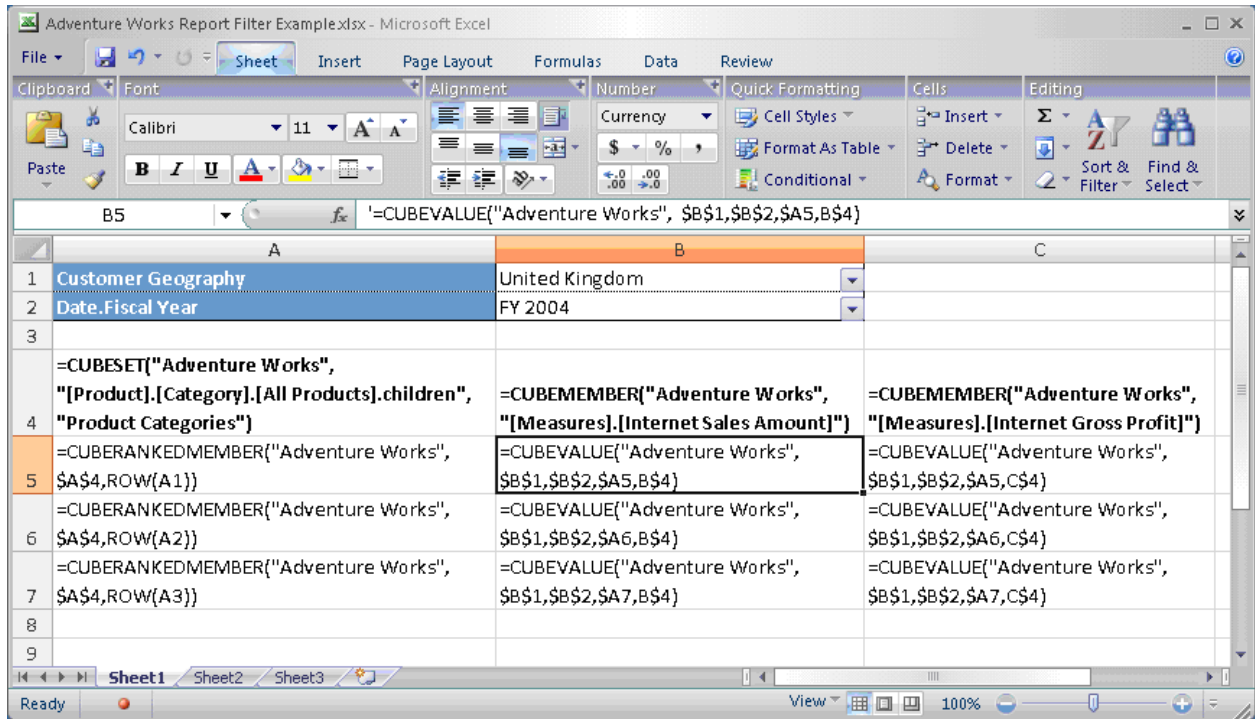 Adventure Works Report Filter Example.xlsx - Microsoft Excel
File Sheet Insert Page Layout Formulas Data Review
Clipboard Font Alignment Number Quick Formatting Cells Editing
Calibri 11 A A Currency Cell Styles Insert Σ
Paste B I U A $ % , Format As Table Delete Sort & Filter Find & Select
.0 .00 .00 .0 Conditional Format
B5 fx '=CUBEVALUE("Adventure Works", $B$1,$B$2,$A5,B$4)
A B C
1 Customer Geography United Kingdom
2 Date.Fiscal Year FY 2004
3
4 =CUBESET("Adventure Works",
"[Product].[Category].[All Products].children",
"Product Categories")
=CUBEMEMBER("Adventure Works",
"[Measures].[Internet Sales Amount]")
=CUBEMEMBER("Adventure Works",
"[Measures].[Internet Gross Profit]")
5 =CUBERANKEDMEMBER("Adventure Works",
$A$4,ROW(A1))
=CUBEVALUE("Adventure Works",
$B$1,$B$2,$A5,B$4)
=CUBEVALUE("Adventure Works",
$B$1,$B$2,$A5,C$4)
6 =CUBERANKEDMEMBER("Adventure Works",
$A$4,ROW(A2))
=CUBEVALUE("Adventure Works",
$B$1,$B$2,$A6,B$4)
=CUBEVALUE("Adventure Works",
$B$1,$B$2,$A6,C$4)
7 =CUBERANKEDMEMBER("Adventure Works",
$A$4,ROW(A3))
=CUBEVALUE("Adventure Works",
$B$1,$B$2,$A7,B$4)
=CUBEVALUE("Adventure Works",
$B$1,$B$2,$A7,C$4)
8
9
Sheet1 Sheet2 Sheet3
Ready View 100%